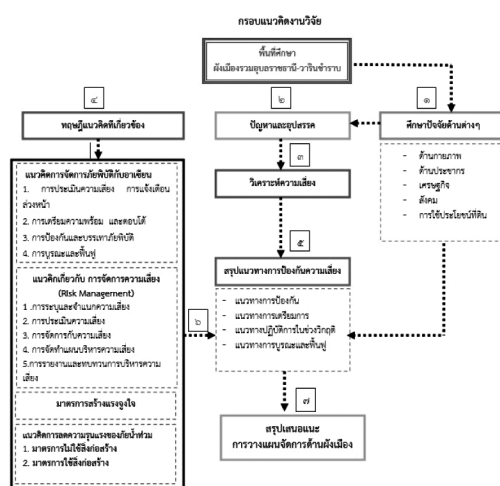 กรอบแนวคิดงานวิจัย
พื้นที่ศึกษา
ผังเมืองรวมอุบลราชธานี-วารินชำราบ
๔
๒
๑
ทฤษฎีแนวคิดที่เกี่ยวข้อง
ปัญหาและอุปสรรค
ศึกษาปัจจัยด้านต่างๆ
- ด้านกายภาพ
- ด้านประชากร
- เศรษฐกิจ
- สังคม
- การใช้ประโยชน์ที่ดิน
๓
วิเคราะห์ความเสี่ยง
แนวคิดการจัดการภัยพิบัติกับอาเซียน
1. การประเมินความเสี่ยง การแจ้งเตือน
ล่วงหน้า
2. การเตรียมความพร้อม และตอบโต้
3. การป้องกันและบรรเทาภัยพิบัติ
4. การบูรณะและฟื้นฟู
๕
สรุปแนวทางการป้องกันความเสี่ยง
- แนวทางการป้องกัน
- แนวทางการเตรียมการ
- แนวทางปฏิบัติการในช่วงวิกฤติ
- แนวทางการบูรณะและฟื้นฟู
แนวคิดเกี่ยวกับ การจัดการความเสี่ยง
(Risk Management)
1 .การระบุและจำแนกความเสี่ยง
2. การประเมินความเสี่ยง
3. การจัดการกับความเสี่ยง
4. การจัดทำแผนบริหารความเสี่ยง
5.การรายงานและทบทวนการบริหารความ
เสี่ยง
๖
มาตรการสร้างแรงจูงใจ
แนวคิดการลดความรุนแรงของภัยน้ำท่วม
1. มาตรการไม่ใช้สิ่งก่อสร้าง
2. มาตรการใช้สิ่งก่อสร้าง
๗
สรุปเสนอแนะ
การวางแผนจัดการด้านผังเมือง